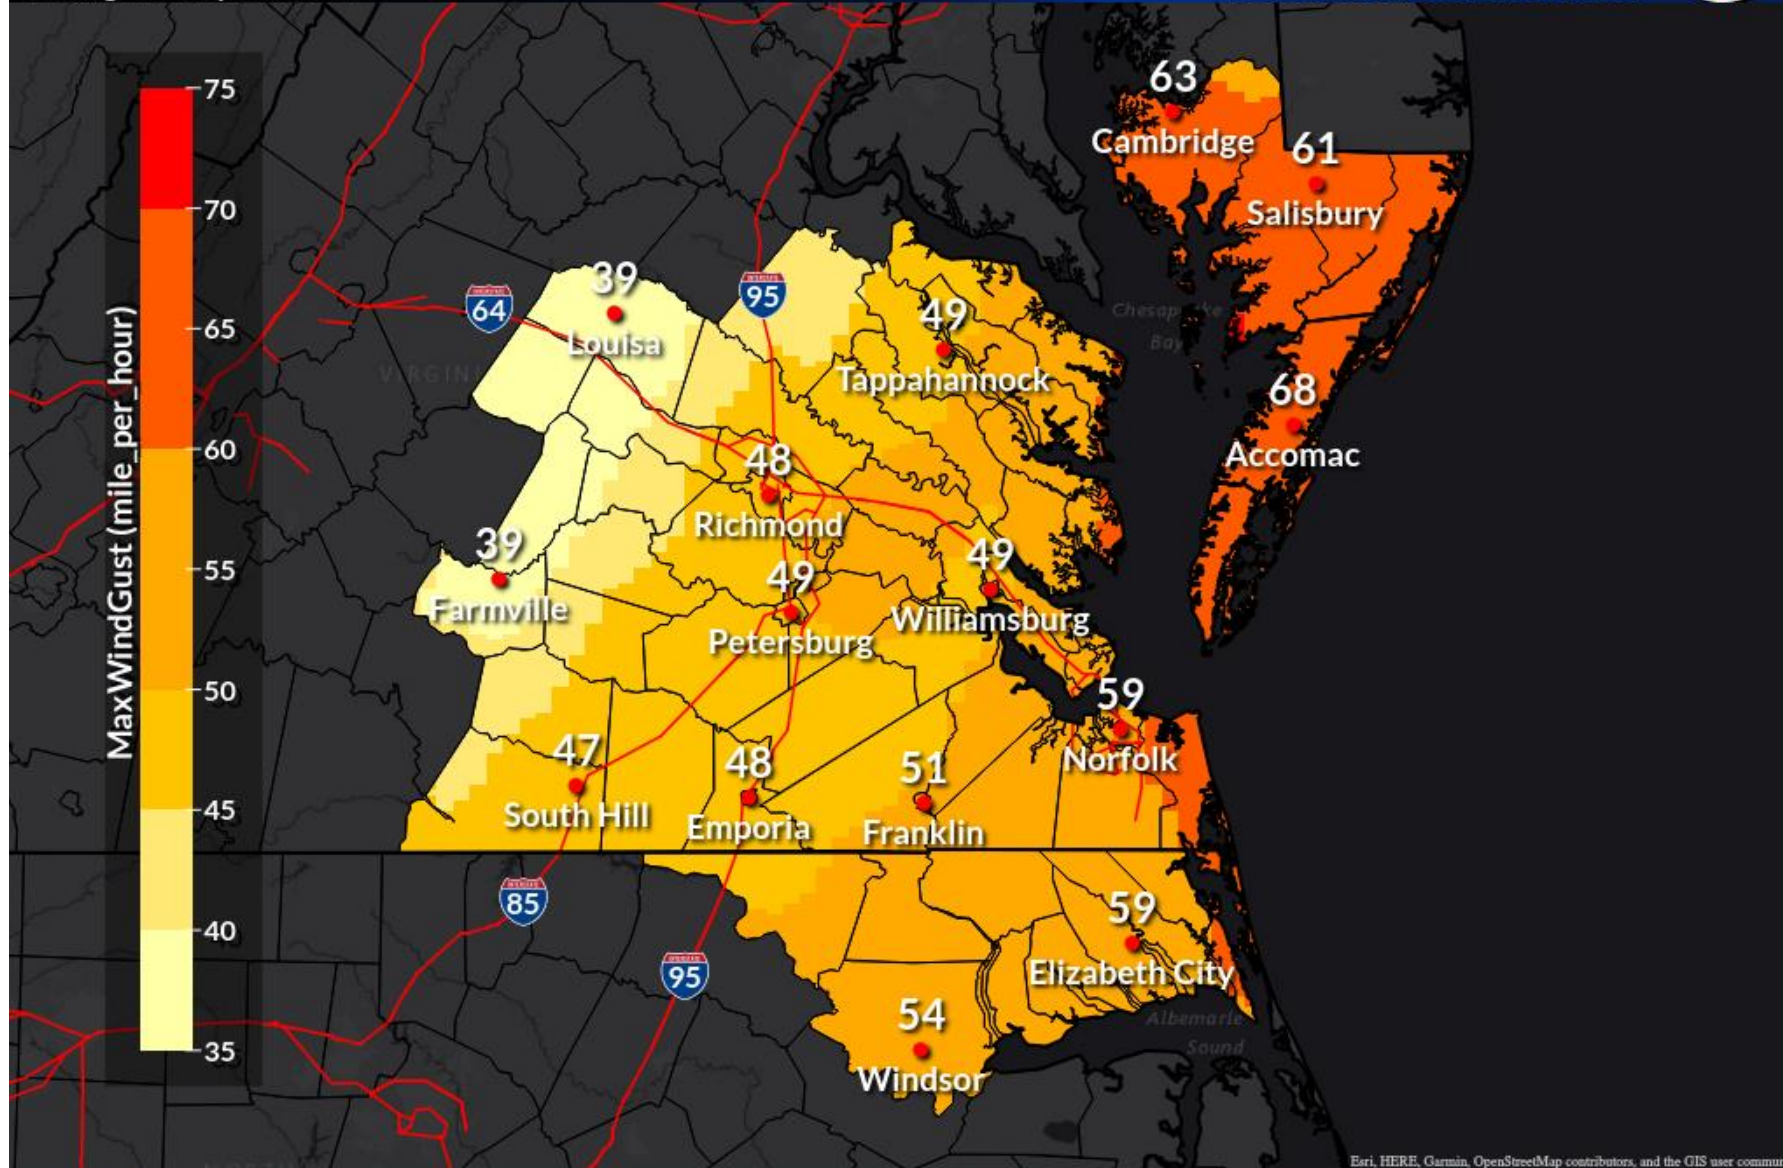 75
70
65
60
55
50
45
40
35
MaxWindGust (mile_per_hour)
63
Cambridge
61
Salisbury
39
Louisa
64
95
49
Tappahannock
Chesapeake
Bay
VIRGINI
68
Accomac
48
Richmond
39
Farmville
49
Petersburg
49
Williamsburg
59
Norfolk
47
South Hill
48
Emporia
51
Franklin
85
95
59
Elizabeth City
54
Windsor
Albemarle
Sound
Esri, HERE, Garmin, OpenStreetMap contributors, and the GIS user commu